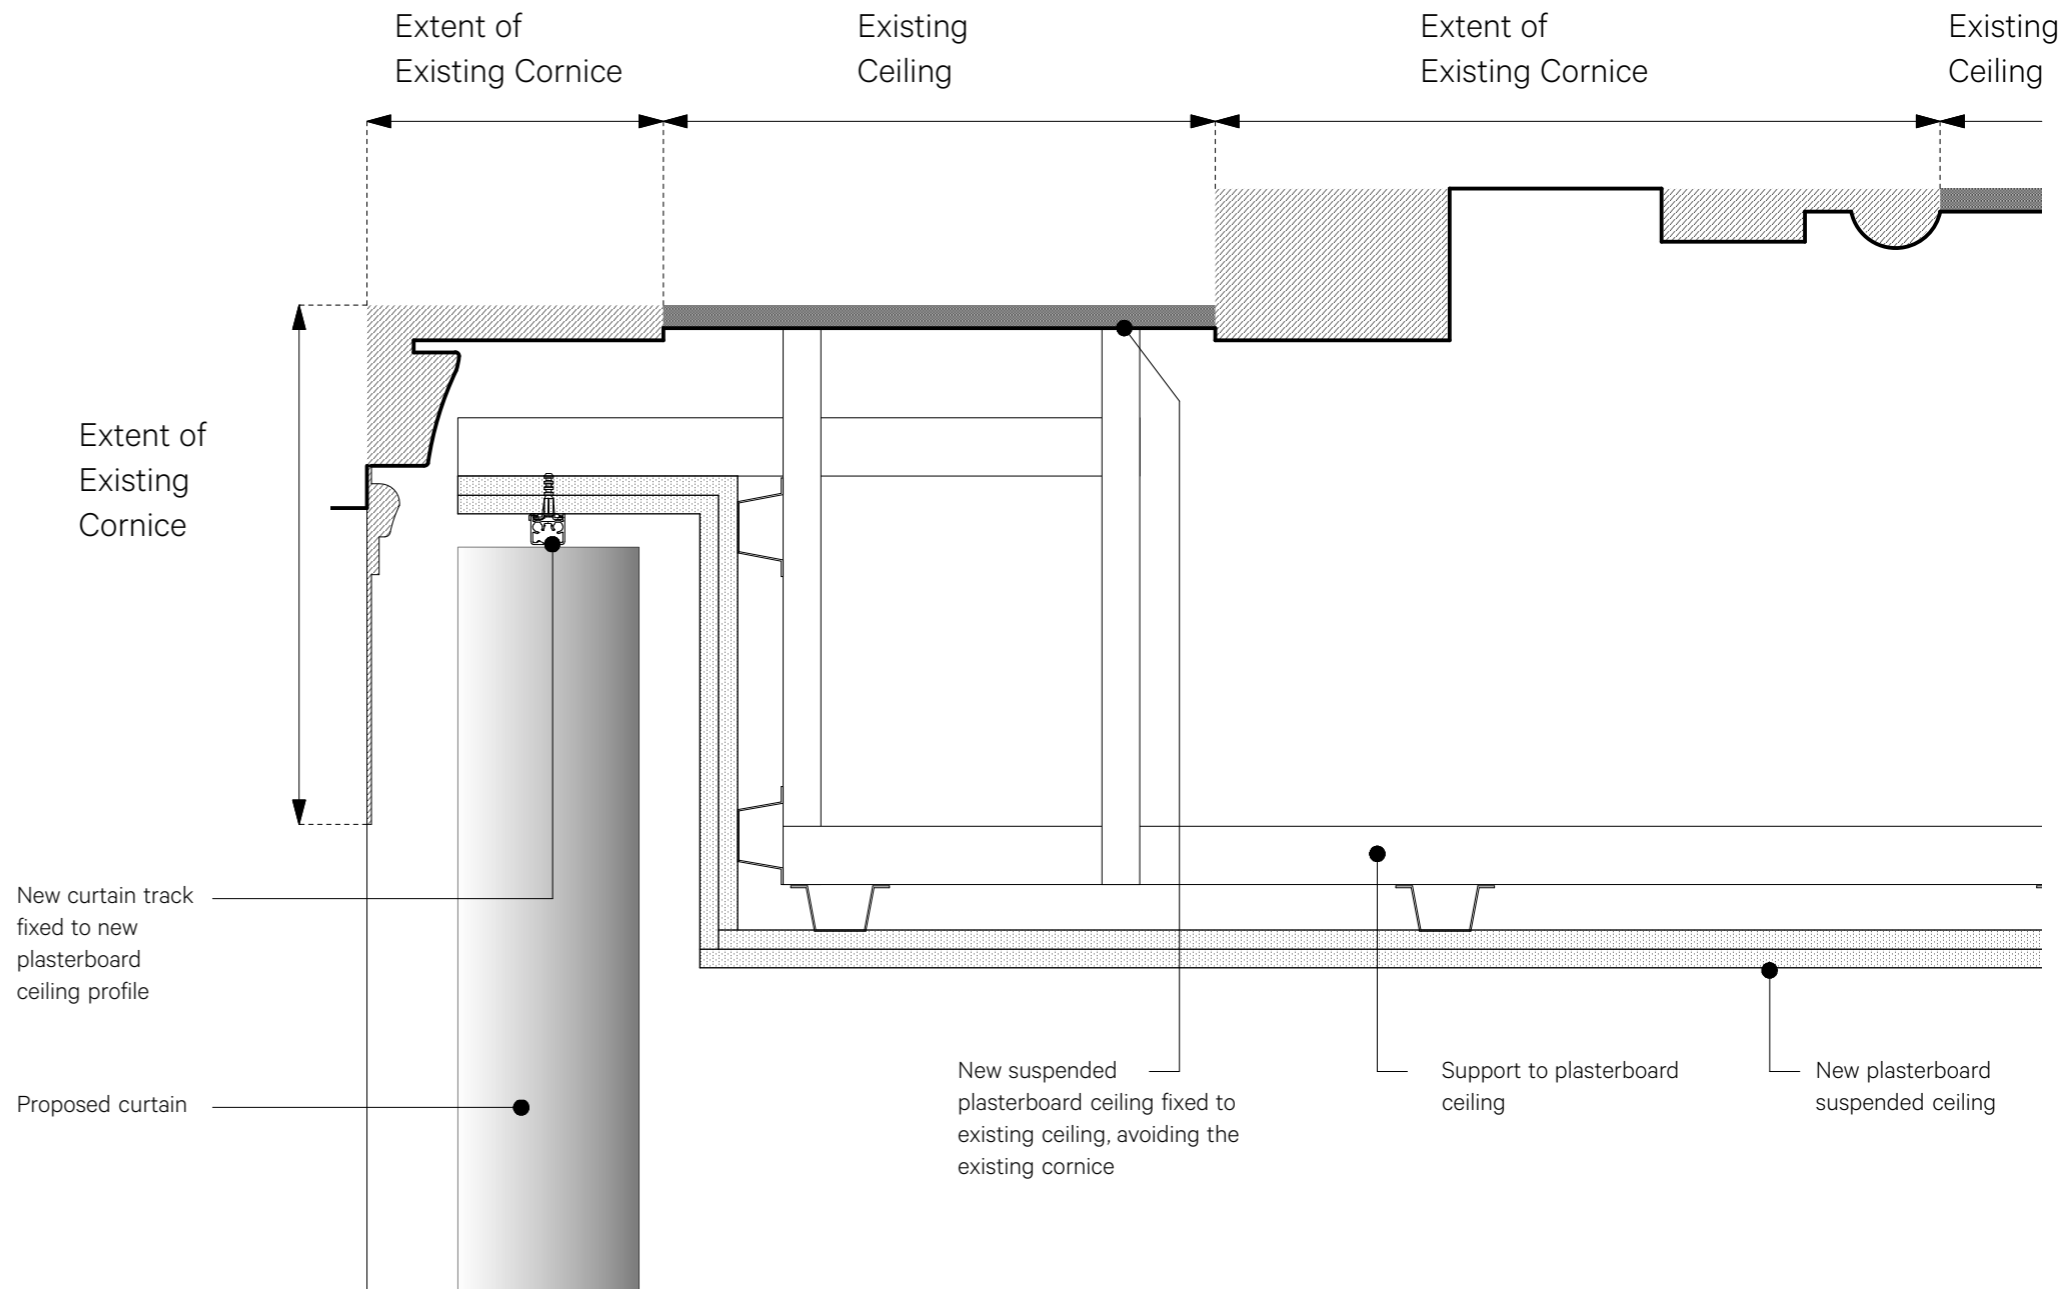 Extent of
Existing Cornice
Existing
Ceiling
Extent of
Existing Cornice
Existing
Ceiling
Extent of
Existing
Cornice
New curtain track
fixed to new
plasterboard
ceiling profile
Proposed curtain
New suspended
plasterboard ceiling fixed to
existing ceiling, avoiding the
existing cornice
Support to plasterboard
ceiling
New plasterboard
suspended ceiling